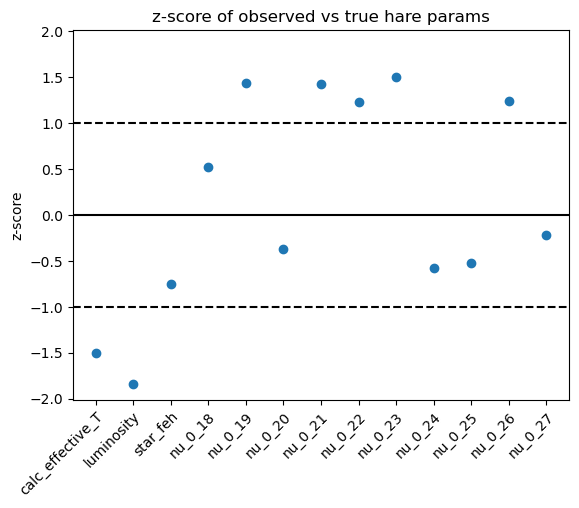 z-score of observed vs true hare params
z-score
2.0
1.5
1.0
0.5
0.0
−0.5
−1.0
−1.5
−2.0
calc_effective_T
luminosity
star_feh
nu_0_18
nu_0_19
nu_0_20
nu_0_21
nu_0_22
nu_0_23
nu_0_24
nu_0_25
nu_0_26
nu_0_27